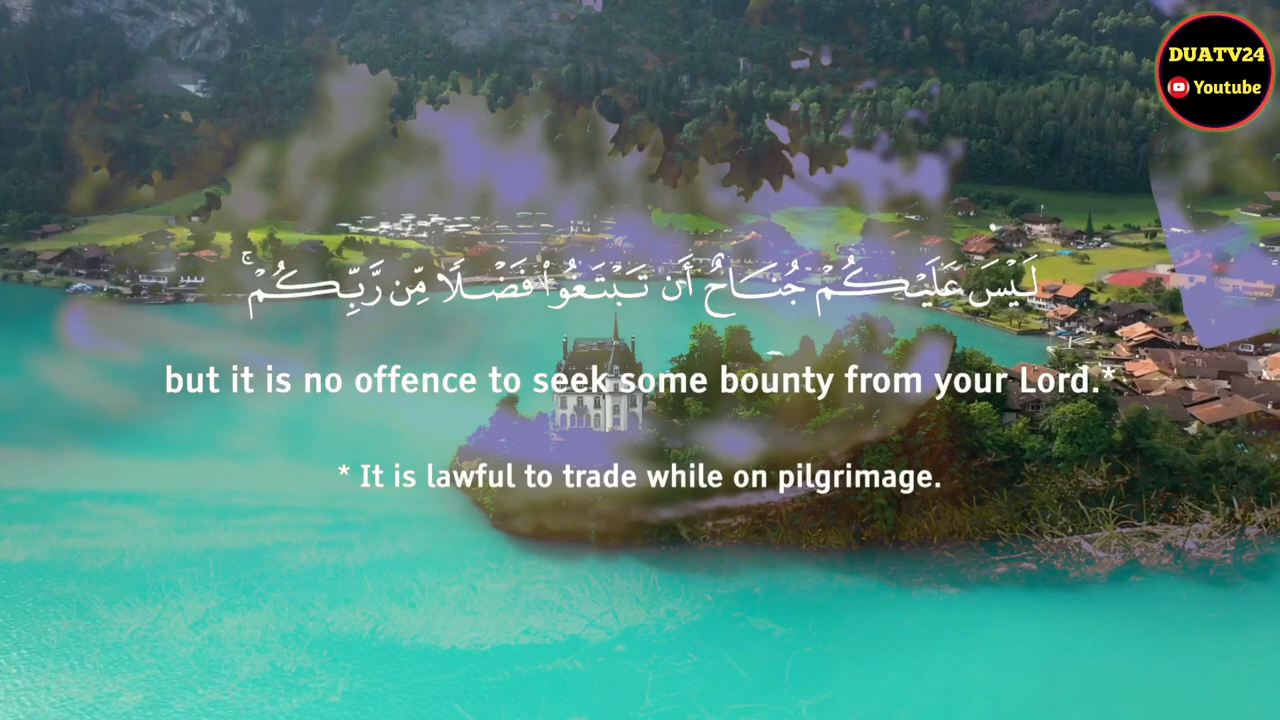 DUATV24
Youtube
لَيْسَ عَلَيْكُمْ جُنَاحٌ أَن تَبْتَغُوا۟ فَضْلًا مِّن رَّبِّكُمْ ۚ
but it is no offence to seek some bounty from your Lord.*
* It is lawful to trade while on pilgrimage.